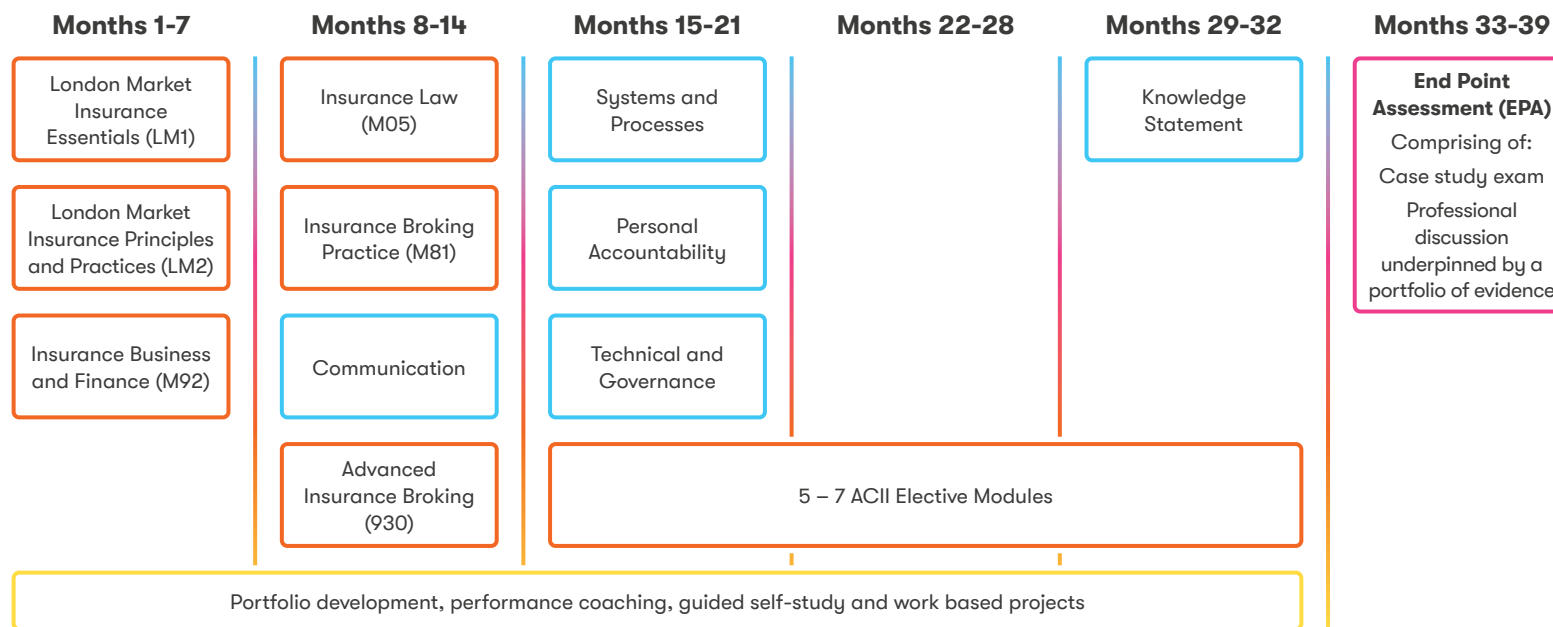 Months 1-7
Months 8-14
Months 15-21
Months 22-28
Months 29-32
Months 33-39
London Market
Insurance
Essentials (LM1)
Insurance Law
(M05)
Systems and
Processes
Knowledge
Statement
End Point
Assessment (EPA)
Comprising of:
Case study exam
Professional
discussion
underpinned by a
portfolio of evidence
London Market
Insurance Principles
and Practices (LM2)
Insurance Broking
Practice (M81)
Personal
Accountability
Insurance Business
and Finance (M92)
Communication
Technical and
Governance
Advanced
Insurance Broking
(930)
5 – 7 ACII Elective Modules
Portfolio development, performance coaching, guided self-study and work based projects